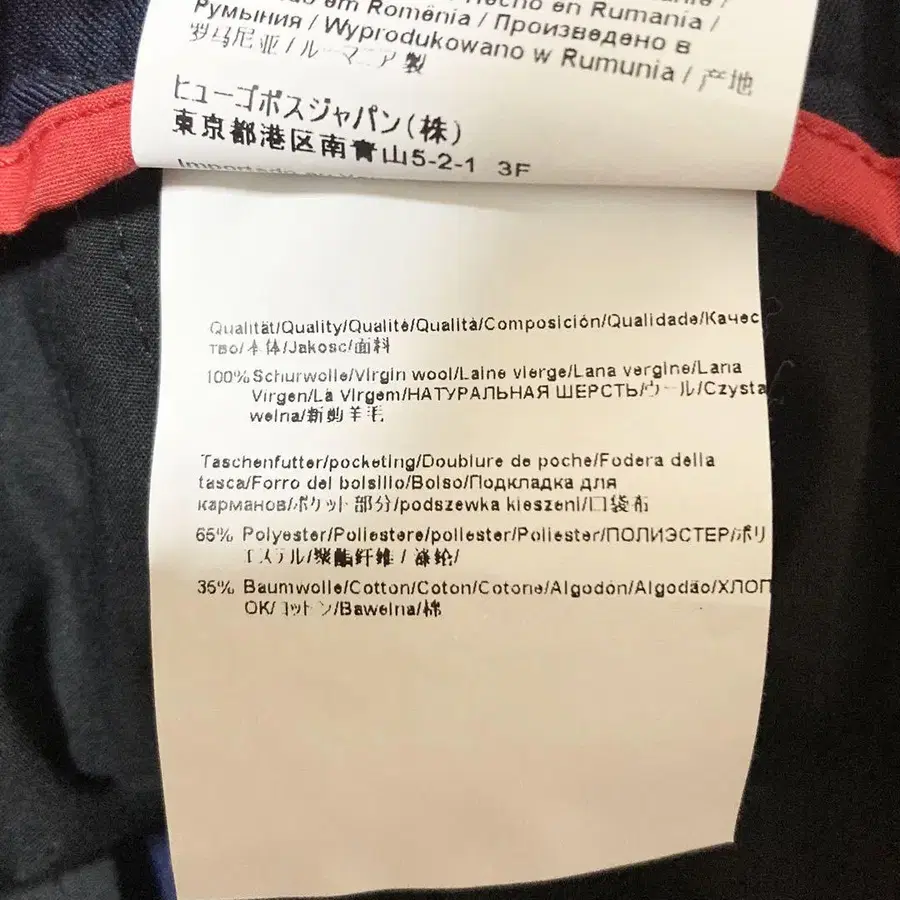 em Romênia / Произведено в
Румыния / Wyprodukowano w Rumunia / 产地
罗马尼亚 / ルーマニア製
ヒューゴボスジャパン(株)
東京都港区南青山5-2-1 3F
Qualität/Quality/Qualité/Qualità/Composición/Qualidade/Качес
тво/本体/Jakosc/面料
100% Schurwolle/Virgin wool/Laine vierge/Lana vergine/Lana
Virgen/Lã Virgem/НАТУРАЛЬНАЯ ШЕРСТЬ/ウール/Czysta
welna/新剪羊毛
Taschenfutter/pocketing/Doublure de poche/Fodera della
tasca/Forro del bolsillo/Bolso/Подкладка для
карманов/ポケット部分/podszewka kieszeni/口袋布
65% Polyester/Poliestere/polyester/Poliester/ПОЛИЭСТЕР/ポリ
エステル/聚酯纤维 / 涤纶/
35% Baumwolle/Cotton/Coton/Cotone/Algodón/Algodão/ХЛОП
ОК/コットン/Bawelna/棉